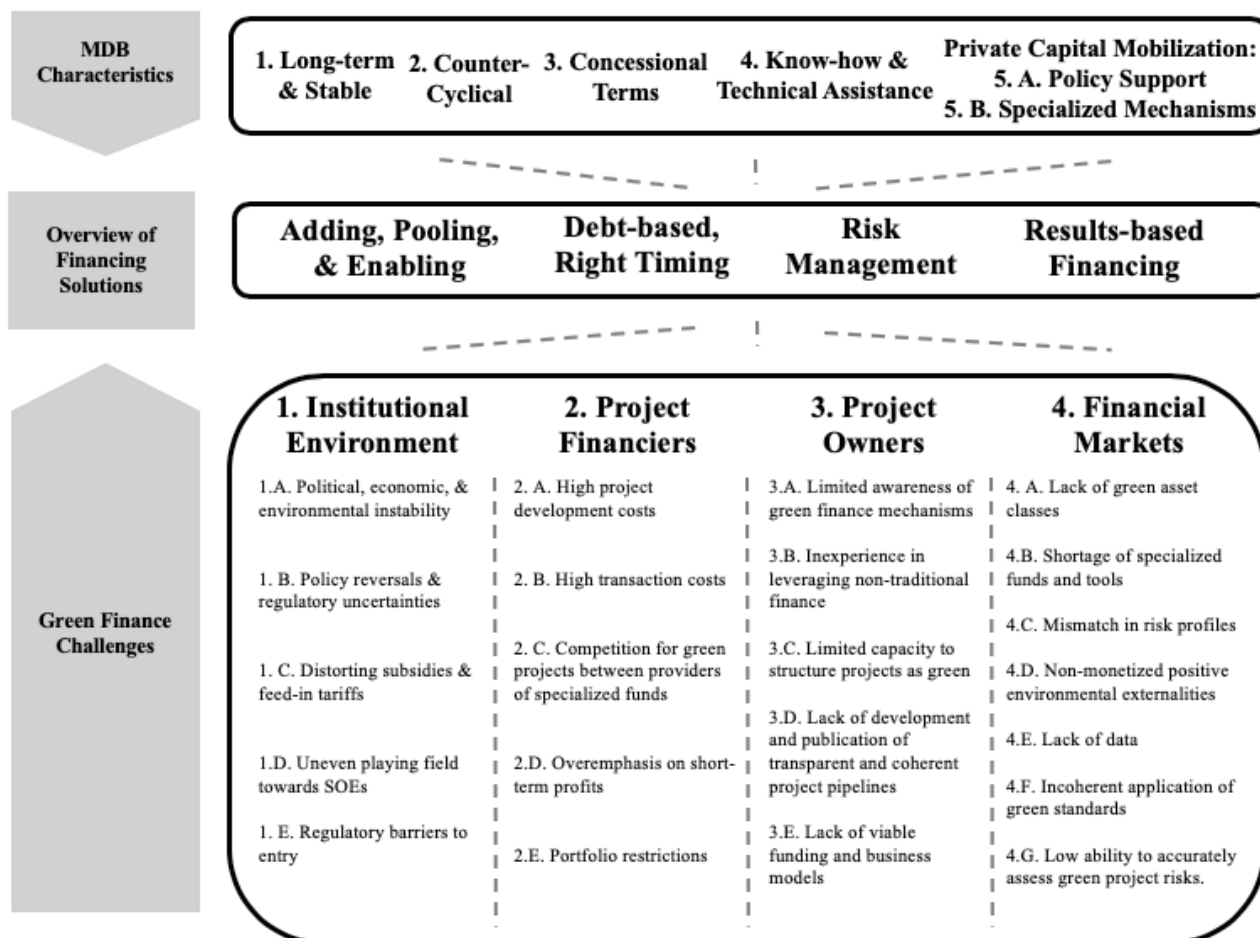 MDB
Characteristics
1. Long-term
& Stable
2. Counter-
Cyclical
3. Concessional
Terms
4. Know-how &
Technical Assistance
Private Capital Mobilization:
5. A. Policy Support
5. B. Specialized Mechanisms
Overview of
Financing
Solutions
Adding, Pooling,
& Enabling
Debt-based,
Right Timing
Risk
Management
Results-based
Financing
Green Finance
Challenges
1. Institutional
Environment
1.A. Political, economic, &
environmental instability
1. B. Policy reversals &
regulatory uncertainties
1. C. Distorting subsidies &
feed-in tariffs
1.D. Uneven playing field
towards SOEs
1. E. Regulatory barriers to
entry
2. Project
Financiers
2. A. High project
development costs
2. B. High transaction costs
2. C. Competition for green
projects between providers
of specialized funds
2.D. Overemphasis on short-
term profits
2.E. Portfolio restrictions
3. Project
Owners
3.A. Limited awareness of
green finance mechanisms
3.B. Inexperience in
leveraging non-traditional
finance
3.C. Limited capacity to
structure projects as green
3.D. Lack of development
and publication of
transparent and coherent
project pipelines
3.E. Lack of viable
funding and business
models
4. Financial
Markets
4. A. Lack of green asset
classes
4.B. Shortage of specialized
funds and tools
4.C. Mismatch in risk profiles
4.D. Non-monetized positive
environmental externalities
4.E. Lack of data
4.F. Incoherent application of
green standards
4.G. Low ability to accurately
assess green project risks.